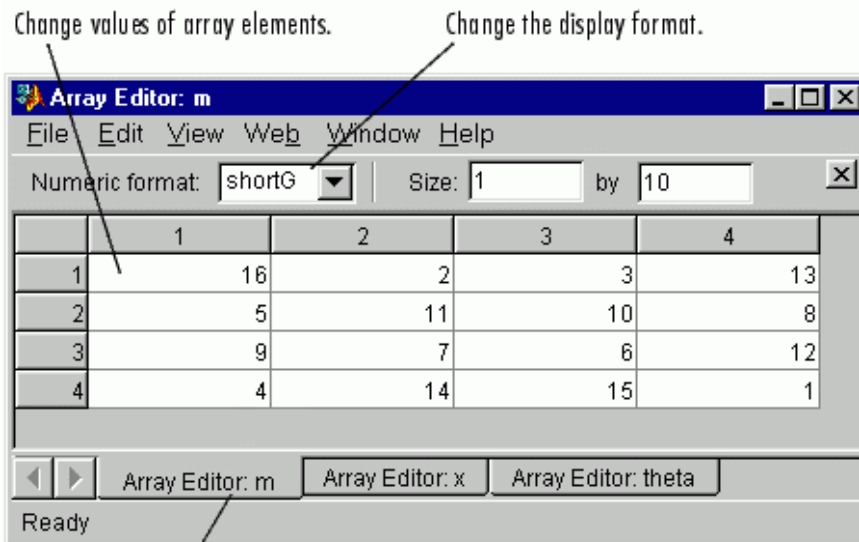 Change values of array elements. Change the display format.
Array Editor: m
File Edit View Web Window Help
Numeric format: shortG Size: 1 by 10
1 2 3 4
1 16 2 3 13
2 5 11 10 8
3 9 7 6 12
4 4 14 15 1
Array Editor: m Array Editor: x Array Editor: theta
Ready